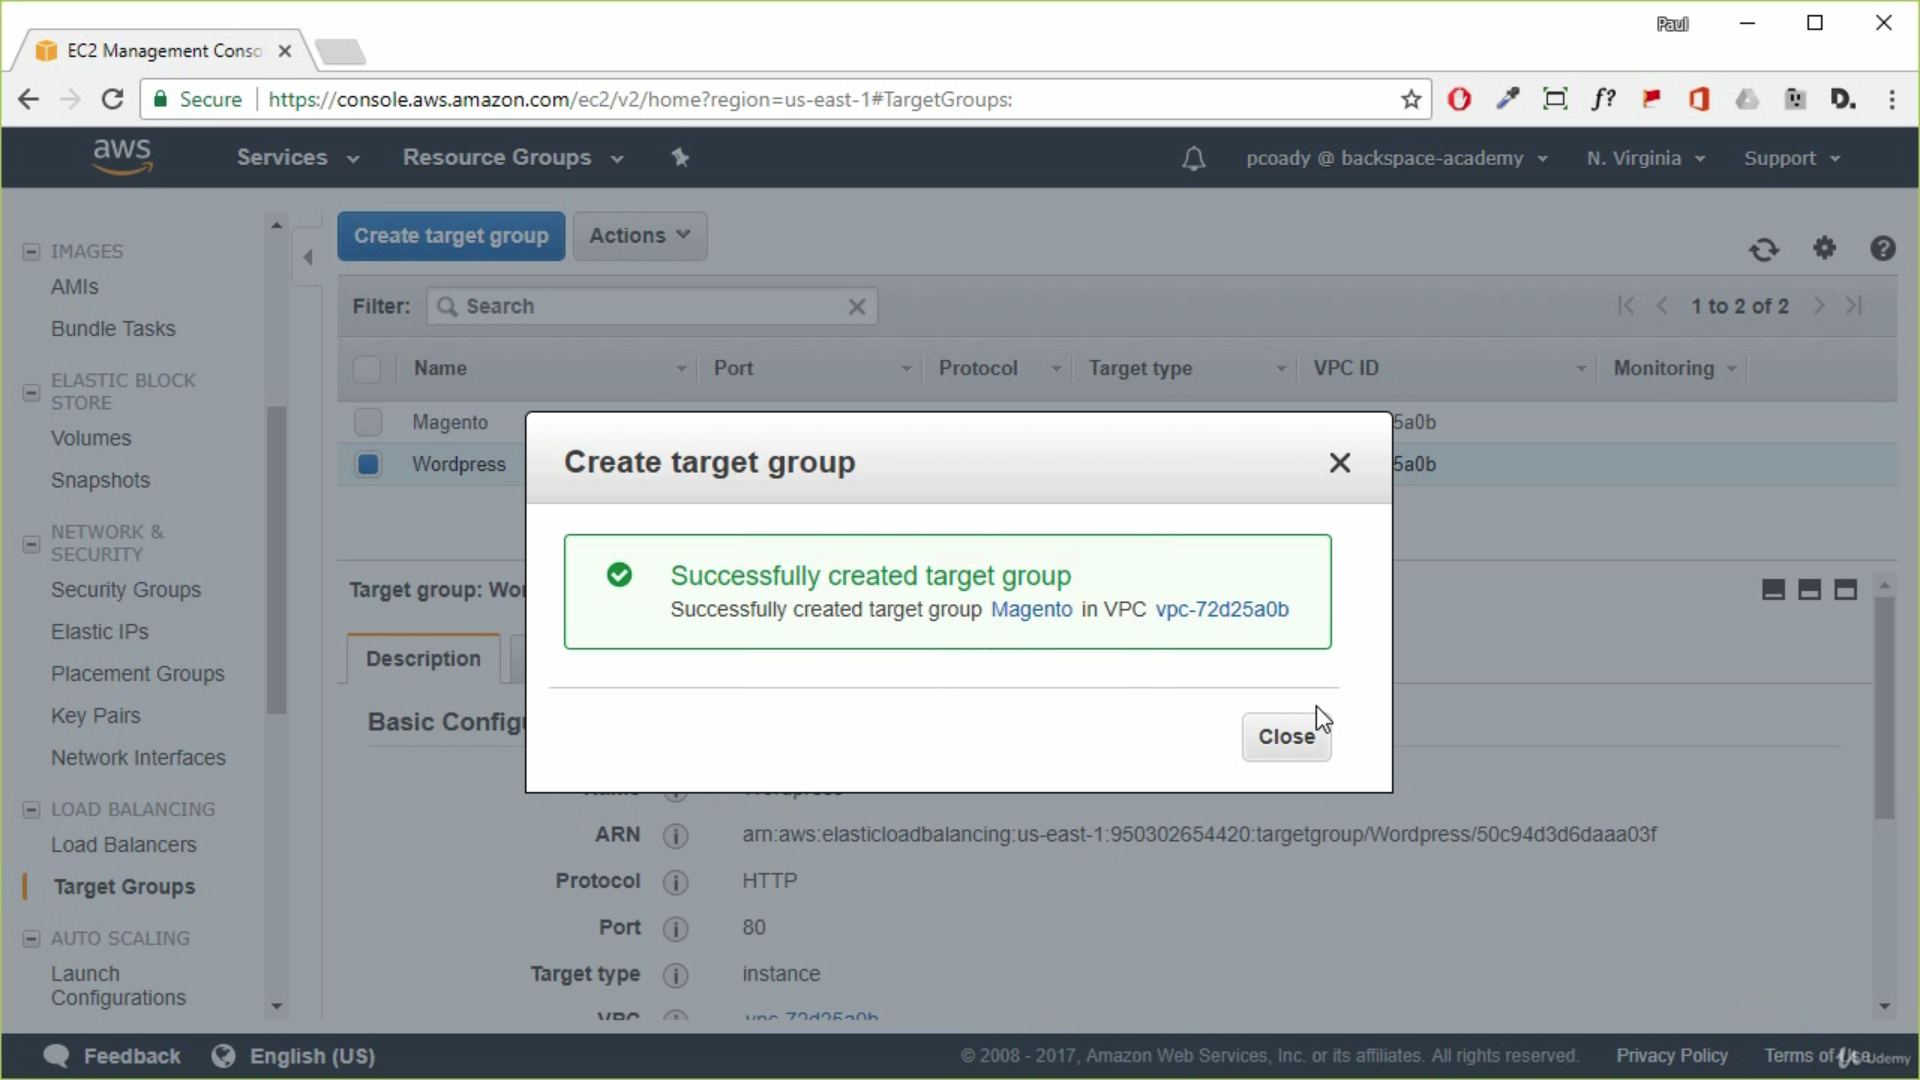 Paul
EC2 Management Conso
Secure
https://console.aws.amazon.com/ec2/v2/home?region=us-east-1#TargetGroups:
f?
D.
aws
Services
Resource Groups
pcoady @ backspace-academy
N. Virginia
Support
IMAGES
AMIs
Bundle Tasks
ELASTIC BLOCK
STORE
Volumes
Snapshots
NETWORK &
SECURITY
Security Groups
Elastic IPs
Placement Groups
Key Pairs
Network Interfaces
LOAD BALANCING
Load Balancers
Target Groups
AUTO SCALING
Launch
Configurations
Create target group
Actions
Filter:
Search
1 to 2 of 2
Name
Port
Protocol
Target type
VPC ID
Monitoring
Magento
5a0b
Wordpress
5a0b
Create target group
Successfully created target group
Successfully created target group Magento in VPC vpc-72d25a0b
Close
Target group: Wor
Description
Basic Config
Name
Wordpress
ARN
arn:aws:elasticloadbalancing:us-east-1:950302654420:targetgroup/Wordpress/50c94d3d6daaa03f
Protocol
HTTP
Port
80
Target type
instance
VPC
vpc-72d25a0b
Feedback
English (US)
© 2008 - 2017, Amazon Web Services, Inc. or its affiliates. All rights reserved.
Privacy Policy
Terms of Use
Udemy